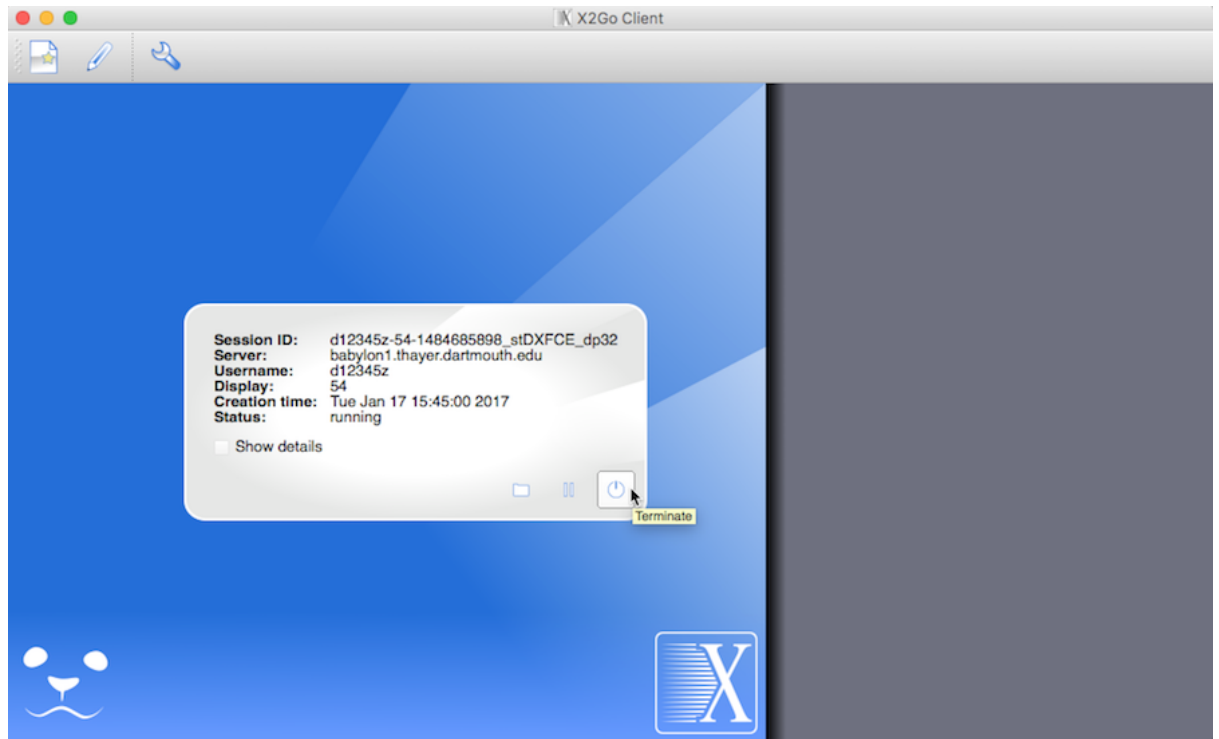 X2Go Client
Session ID: d12345z-54-1484685898_stDXFCE_dp32
Server: babylon1.thayer.dartmouth.edu
Username: d12345z
Display: 54
Creation time: Tue Jan 17 15:45:00 2017
Status: running
Show details
Terminate
X